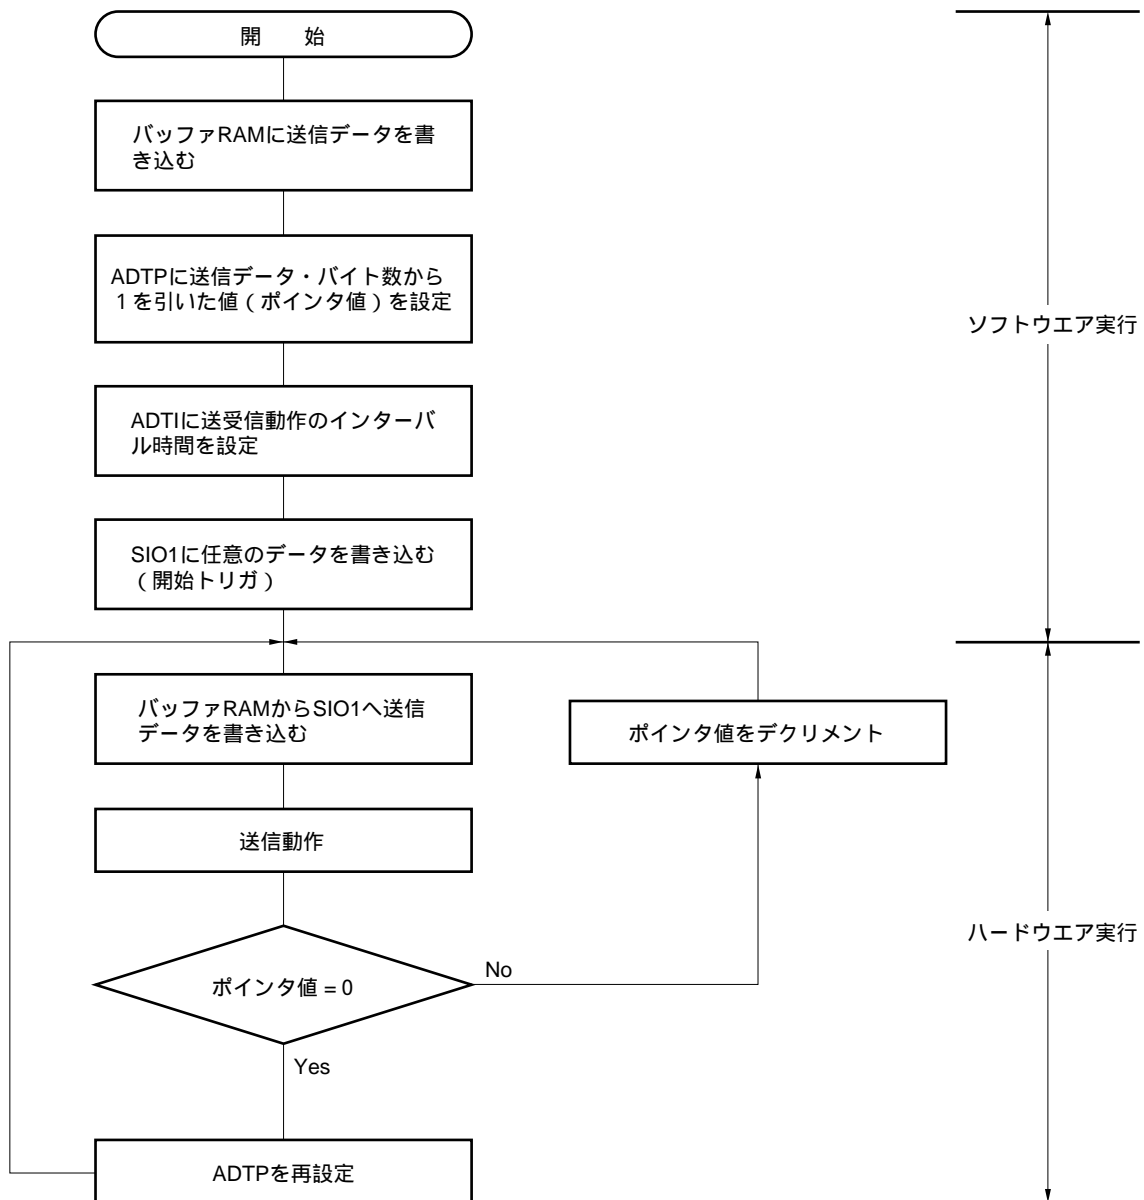 開　　始
バッファRAMに送信データを書
き込む
ADTPに送信データ・バイト数から
1を引いた値(ポインタ値)を設定
ADTIに送受信動作のインターバ
ル時間を設定
ソフトウエア実行
SIO1に任意のデータを書き込む
(開始トリガ)
バッファRAMからSIO1へ送信
データを書き込む
ポインタ値をデクリメント
送信動作
ポインタ値 = 0
No
Yes
ハードウエア実行
ADTPを再設定